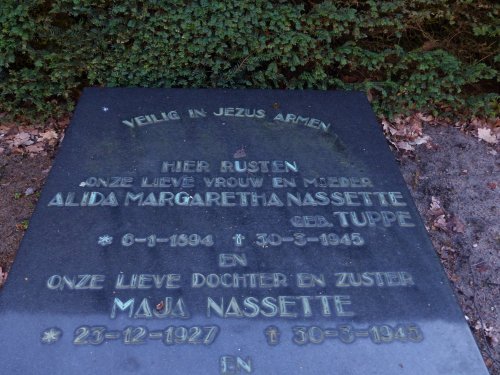 VEILIG IN JEZUS ARMEN
HIER RUSTEN
ONZE LIEVE VROUW EN MOEDER
ALIDA MARGARETHA NASSETTE
GEB. TUPPE
* 6-1-1894 † 30-3-1945
EN
ONZE LIEVE DOCHTER EN ZUSTER
MAJA NASSETTE
* 23-12-1927 † 30-3-1945
EN